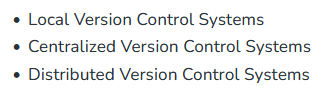 • Local Version Control Systems
• Centralized Version Control Systems
• Distributed Version Control Systems